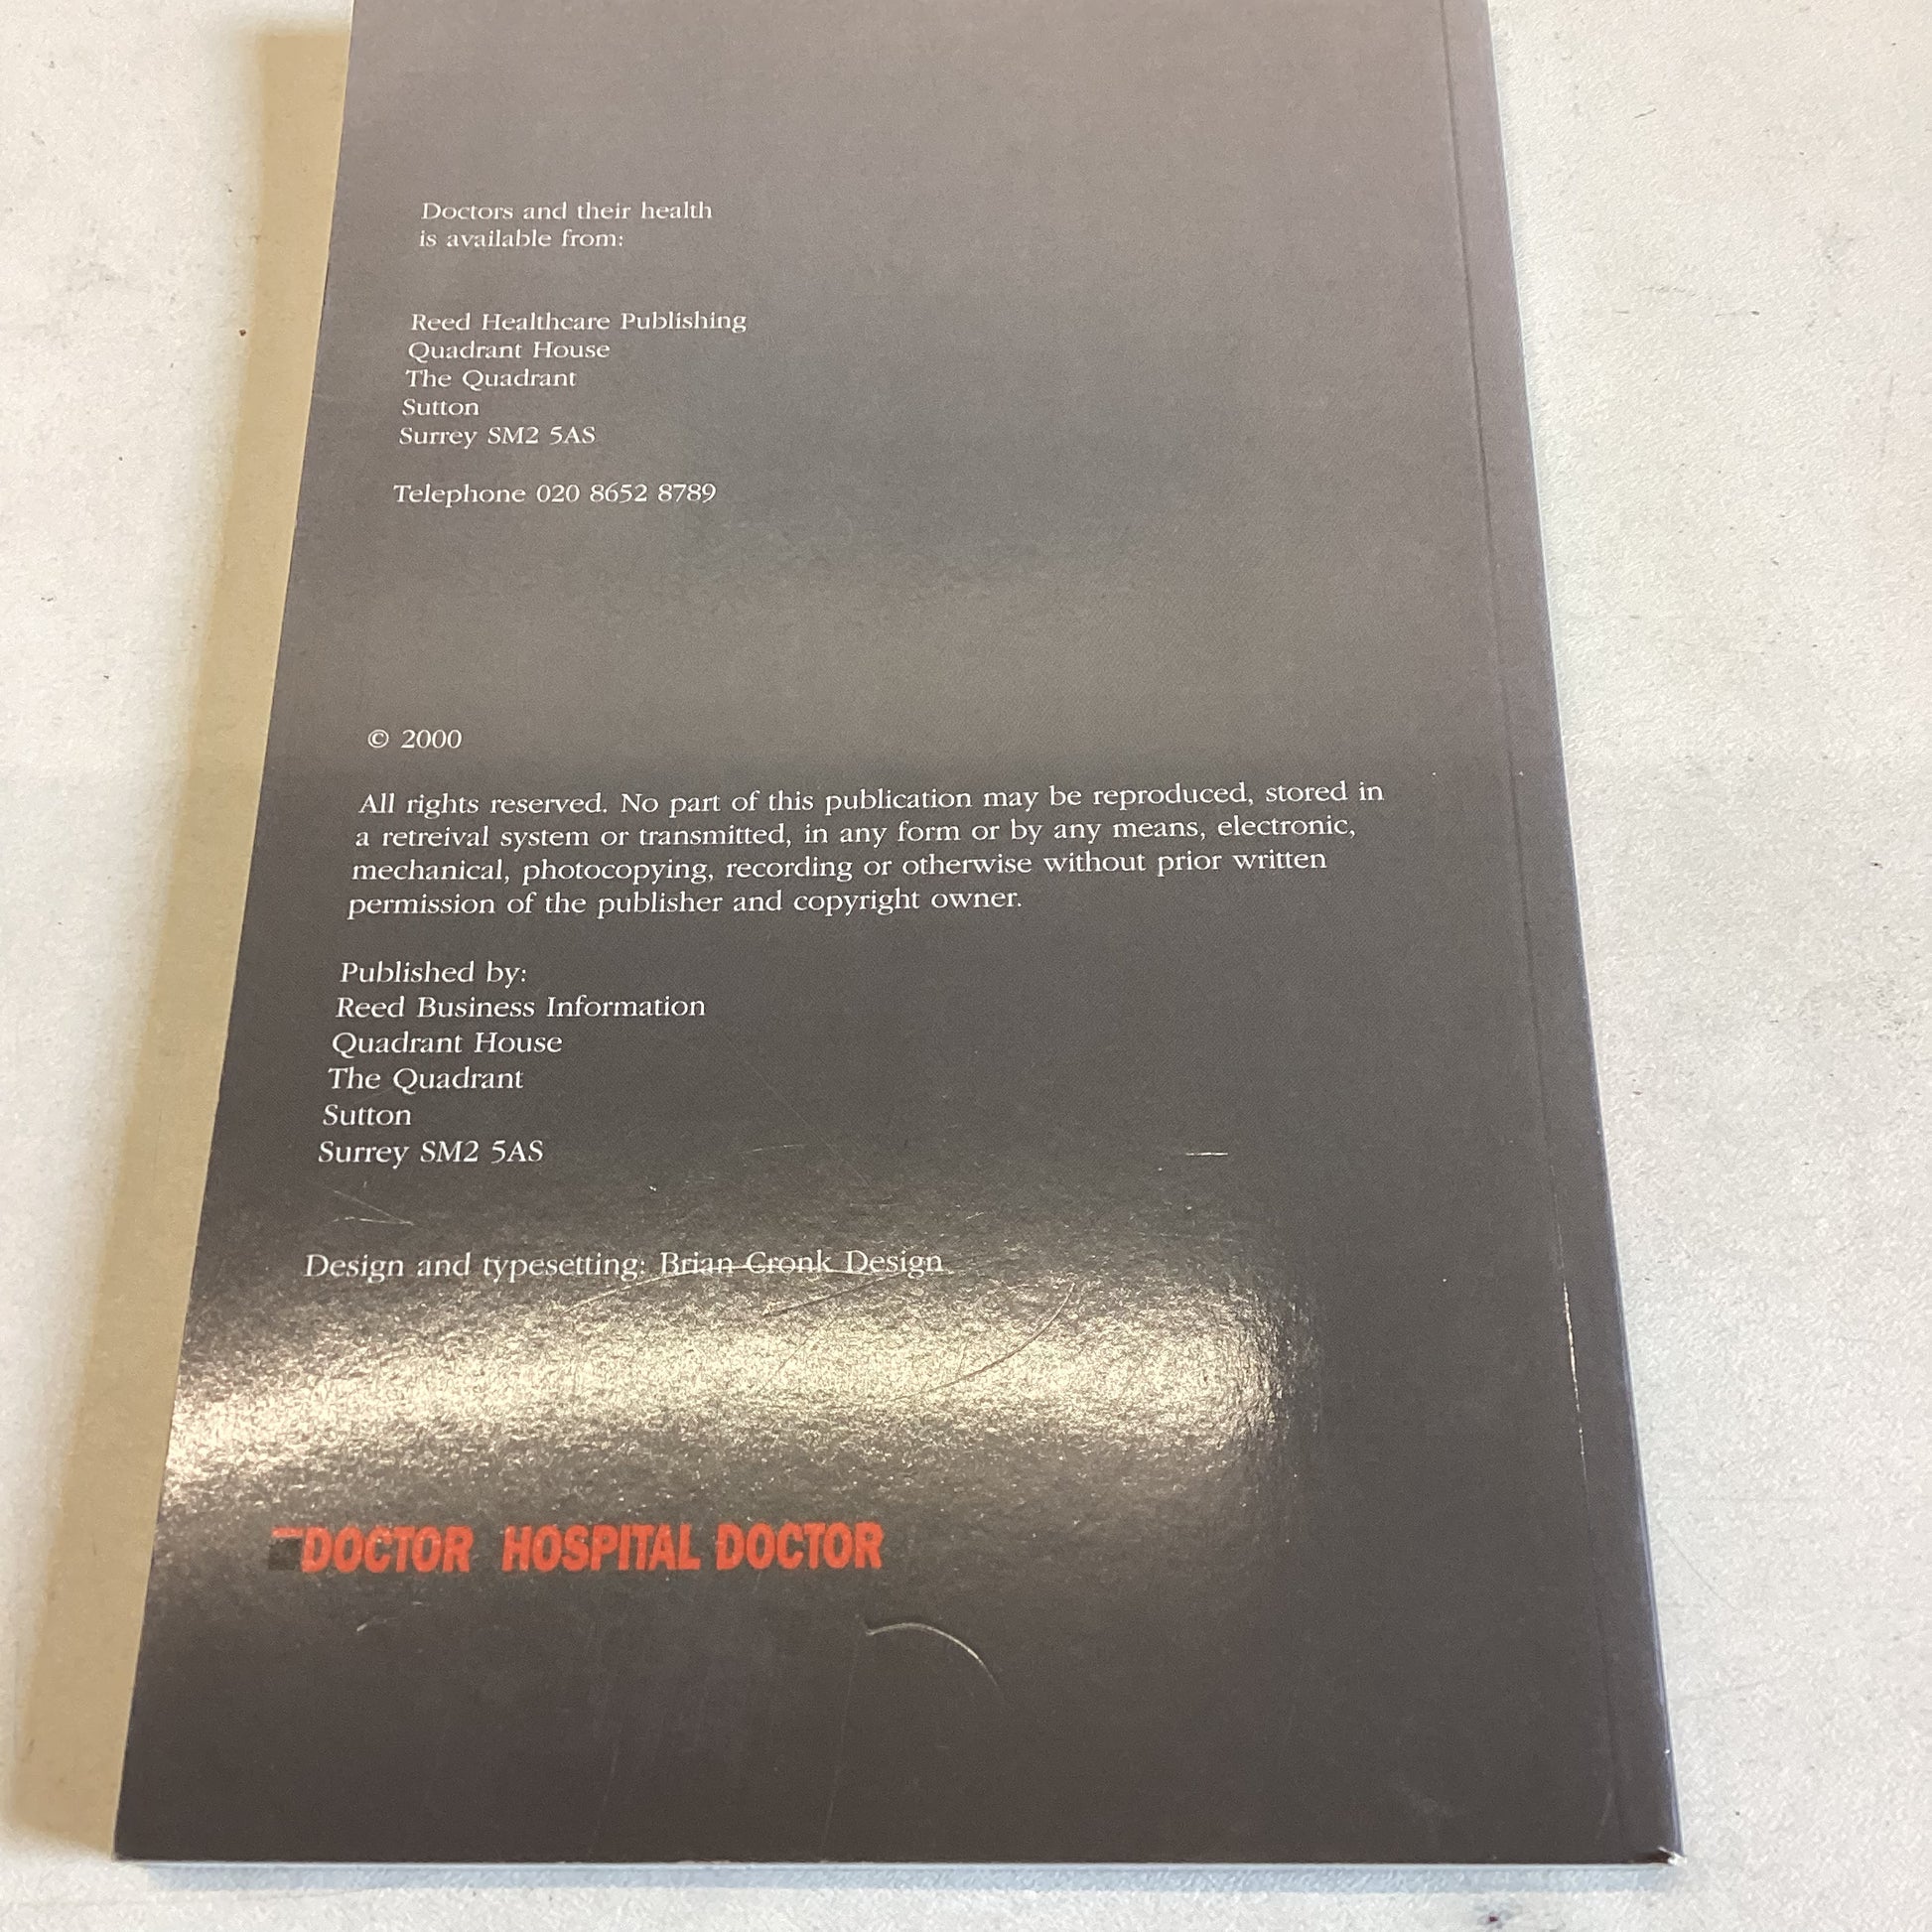 Doctors and their health
is available from:
Reed Healthcare Publishing
Quadrant House
The Quadrant
Sutton
Surrey SM2 5AS
Telephone 020 8652 8789
© 2000
All rights reserved. No part of this publication may be reproduced, stored in
a retreival system or transmitted, in any form or by any means, electronic,
mechanical, photocopying, recording or otherwise without prior written
permission of the publisher and copyright owner.
Published by:
Reed Business Information
Quadrant House
The Quadrant
Sutton
Surrey SM2 5AS
Design and typesetting: Brian Cronk Design
DOCTOR HOSPITAL DOCTOR